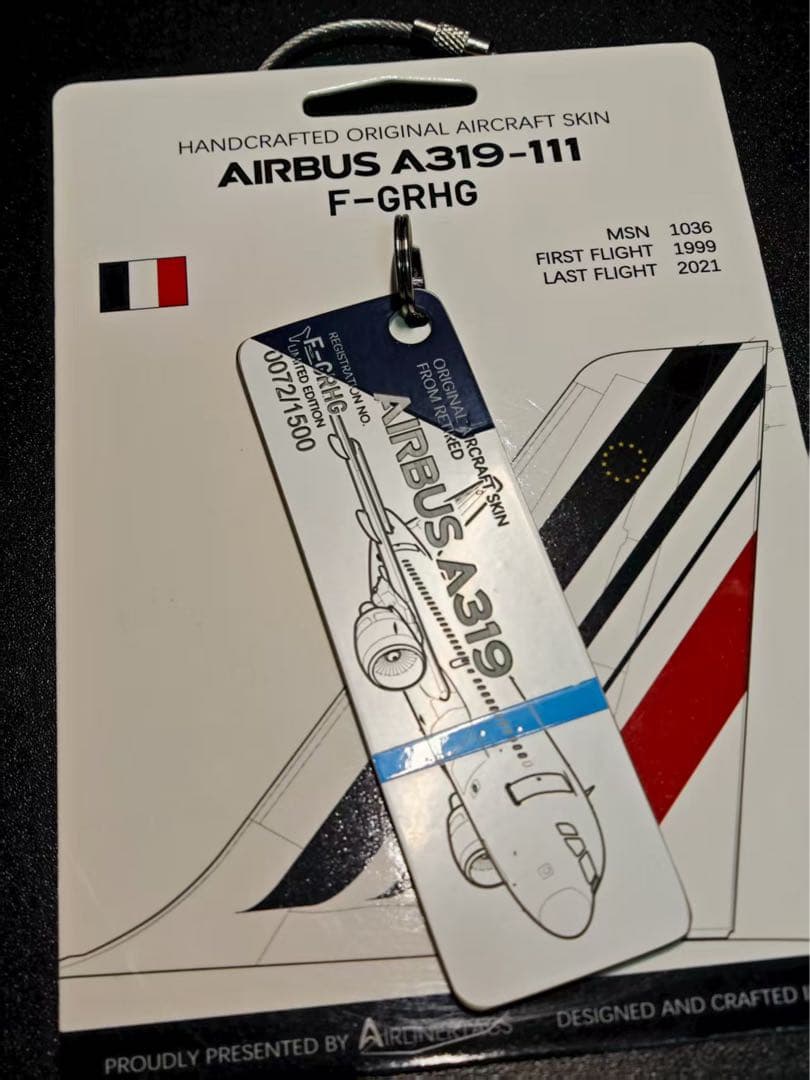 HANDCRAFTED ORIGINAL AIRCRAFT SKIN
AIRBUS A319-111
F-GRHG
MSN 1036
FIRST FLIGHT 1999
LAST FLIGHT 2021
REGISTRATION NO.
F-GRHG
LIMITED EDITION
0072/1500
ORIGINAL AIRCRAFT SKIN
FROM RETIRED
AIRBUS A319
PROUDLY PRESENTED BY AIRLINERTAGS
DESIGNED AND CRAFTED